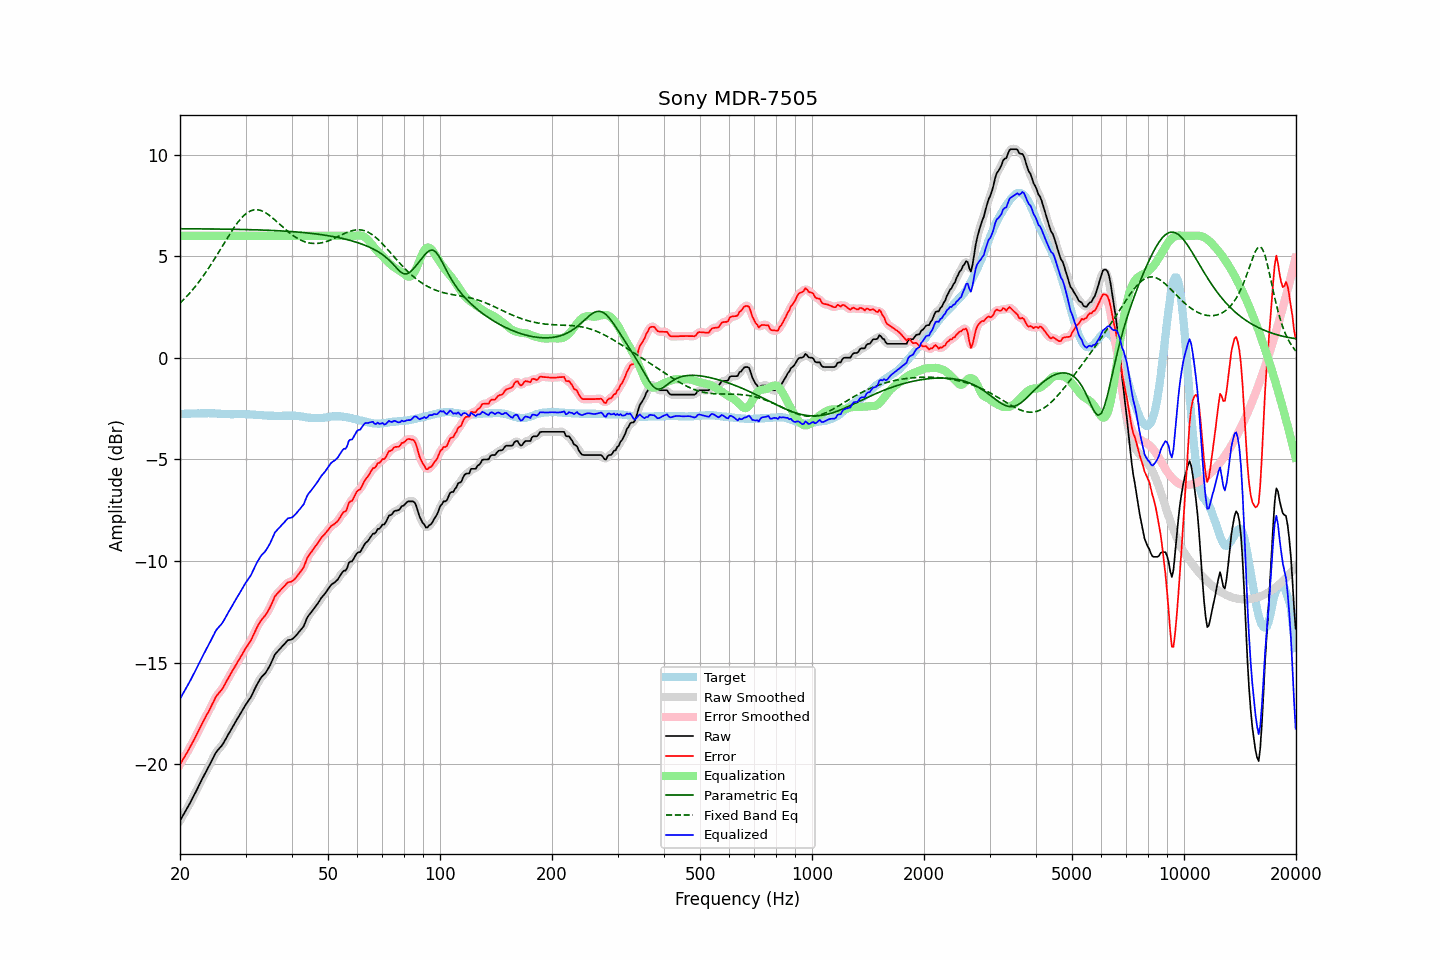 Sony MDR-7505
Amplitude (dBr)
10
5
0
−5
−10
−15
−20
Target
Raw Smoothed
Error Smoothed
Raw
Error
Equalization
Parametric Eq
Fixed Band Eq
Equalized
20 50 100 200 500 1000 2000 5000 10000 20000
Frequency (Hz)